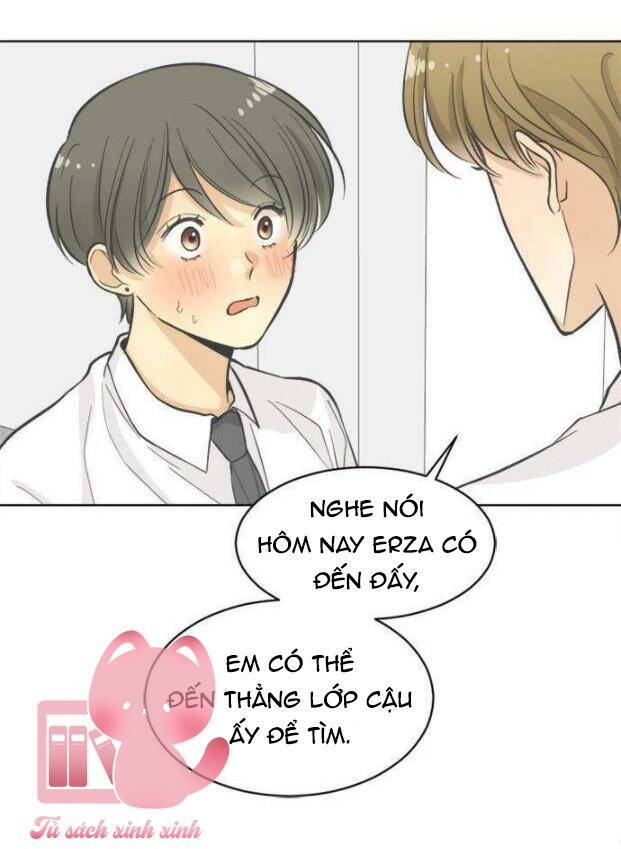 NGHE NÓI
HÔM NAY ERZA CÓ
ĐẾN ĐẤY,
EM CÓ THỂ
ĐẾN THẲNG LỚP CẬU
ẤY ĐỂ TÌM.
Tủ sách xinh xinh